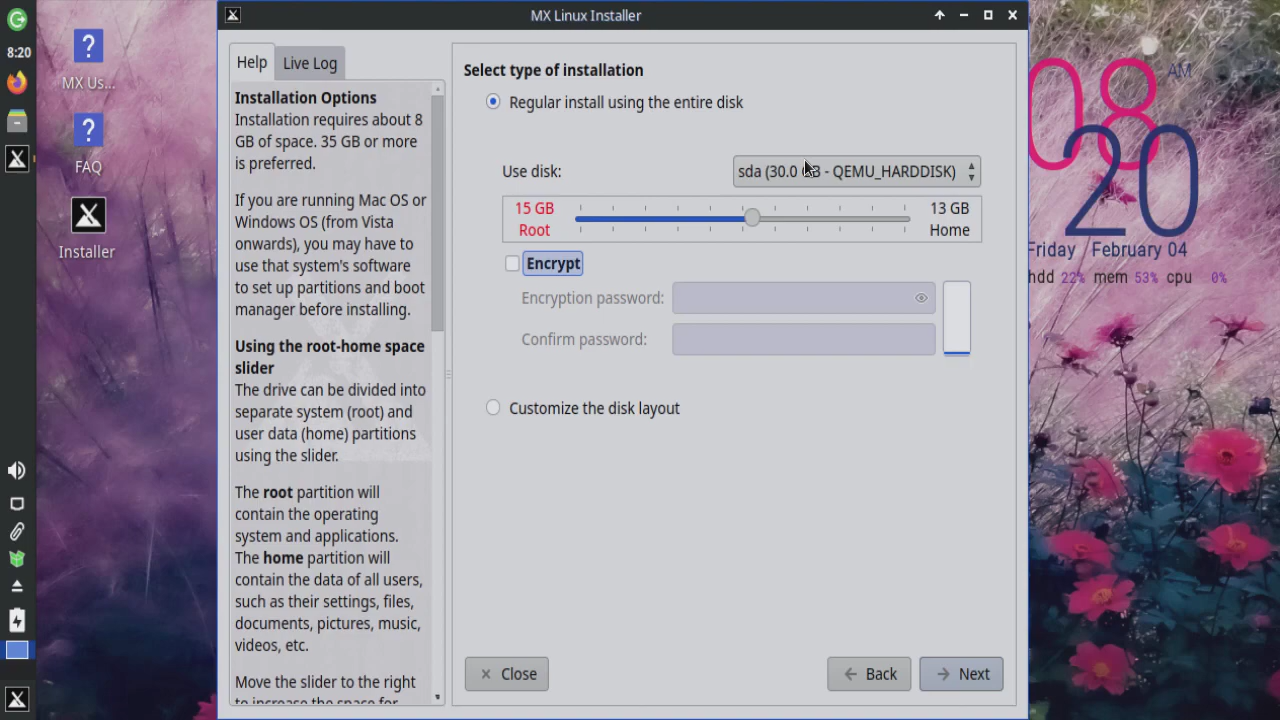 MX Linux Installer
8:20
MX Us...
FAQ
Installer
Help
Live Log
Installation Options
Installation requires about 8
GB of space. 35 GB or more
is preferred.
If you are running Mac OS or
Windows OS (from Vista
onwards), you may have to
use that system's software
to set up partitions and boot
manager before installing.
Using the root-home space
slider
The drive can be divided into
separate system (root) and
user data (home) partitions
using the slider.
The root partition will
contain the operating
system and applications.
The home partition will
contain the data of all users,
such as their settings, files,
documents, pictures, music,
videos, etc.
Move the slider to the right
to increase the space for
Select type of installation
Regular install using the entire disk
Use disk:
sda (30.0 GB - QEMU_HARDDISK)
15 GB
Root
13 GB
Home
Encrypt
Encryption password:
Confirm password:
Customize the disk layout
Close
Back
Next
08
AM
20
Friday February 04
hdd 22% mem 53% cpu 0%